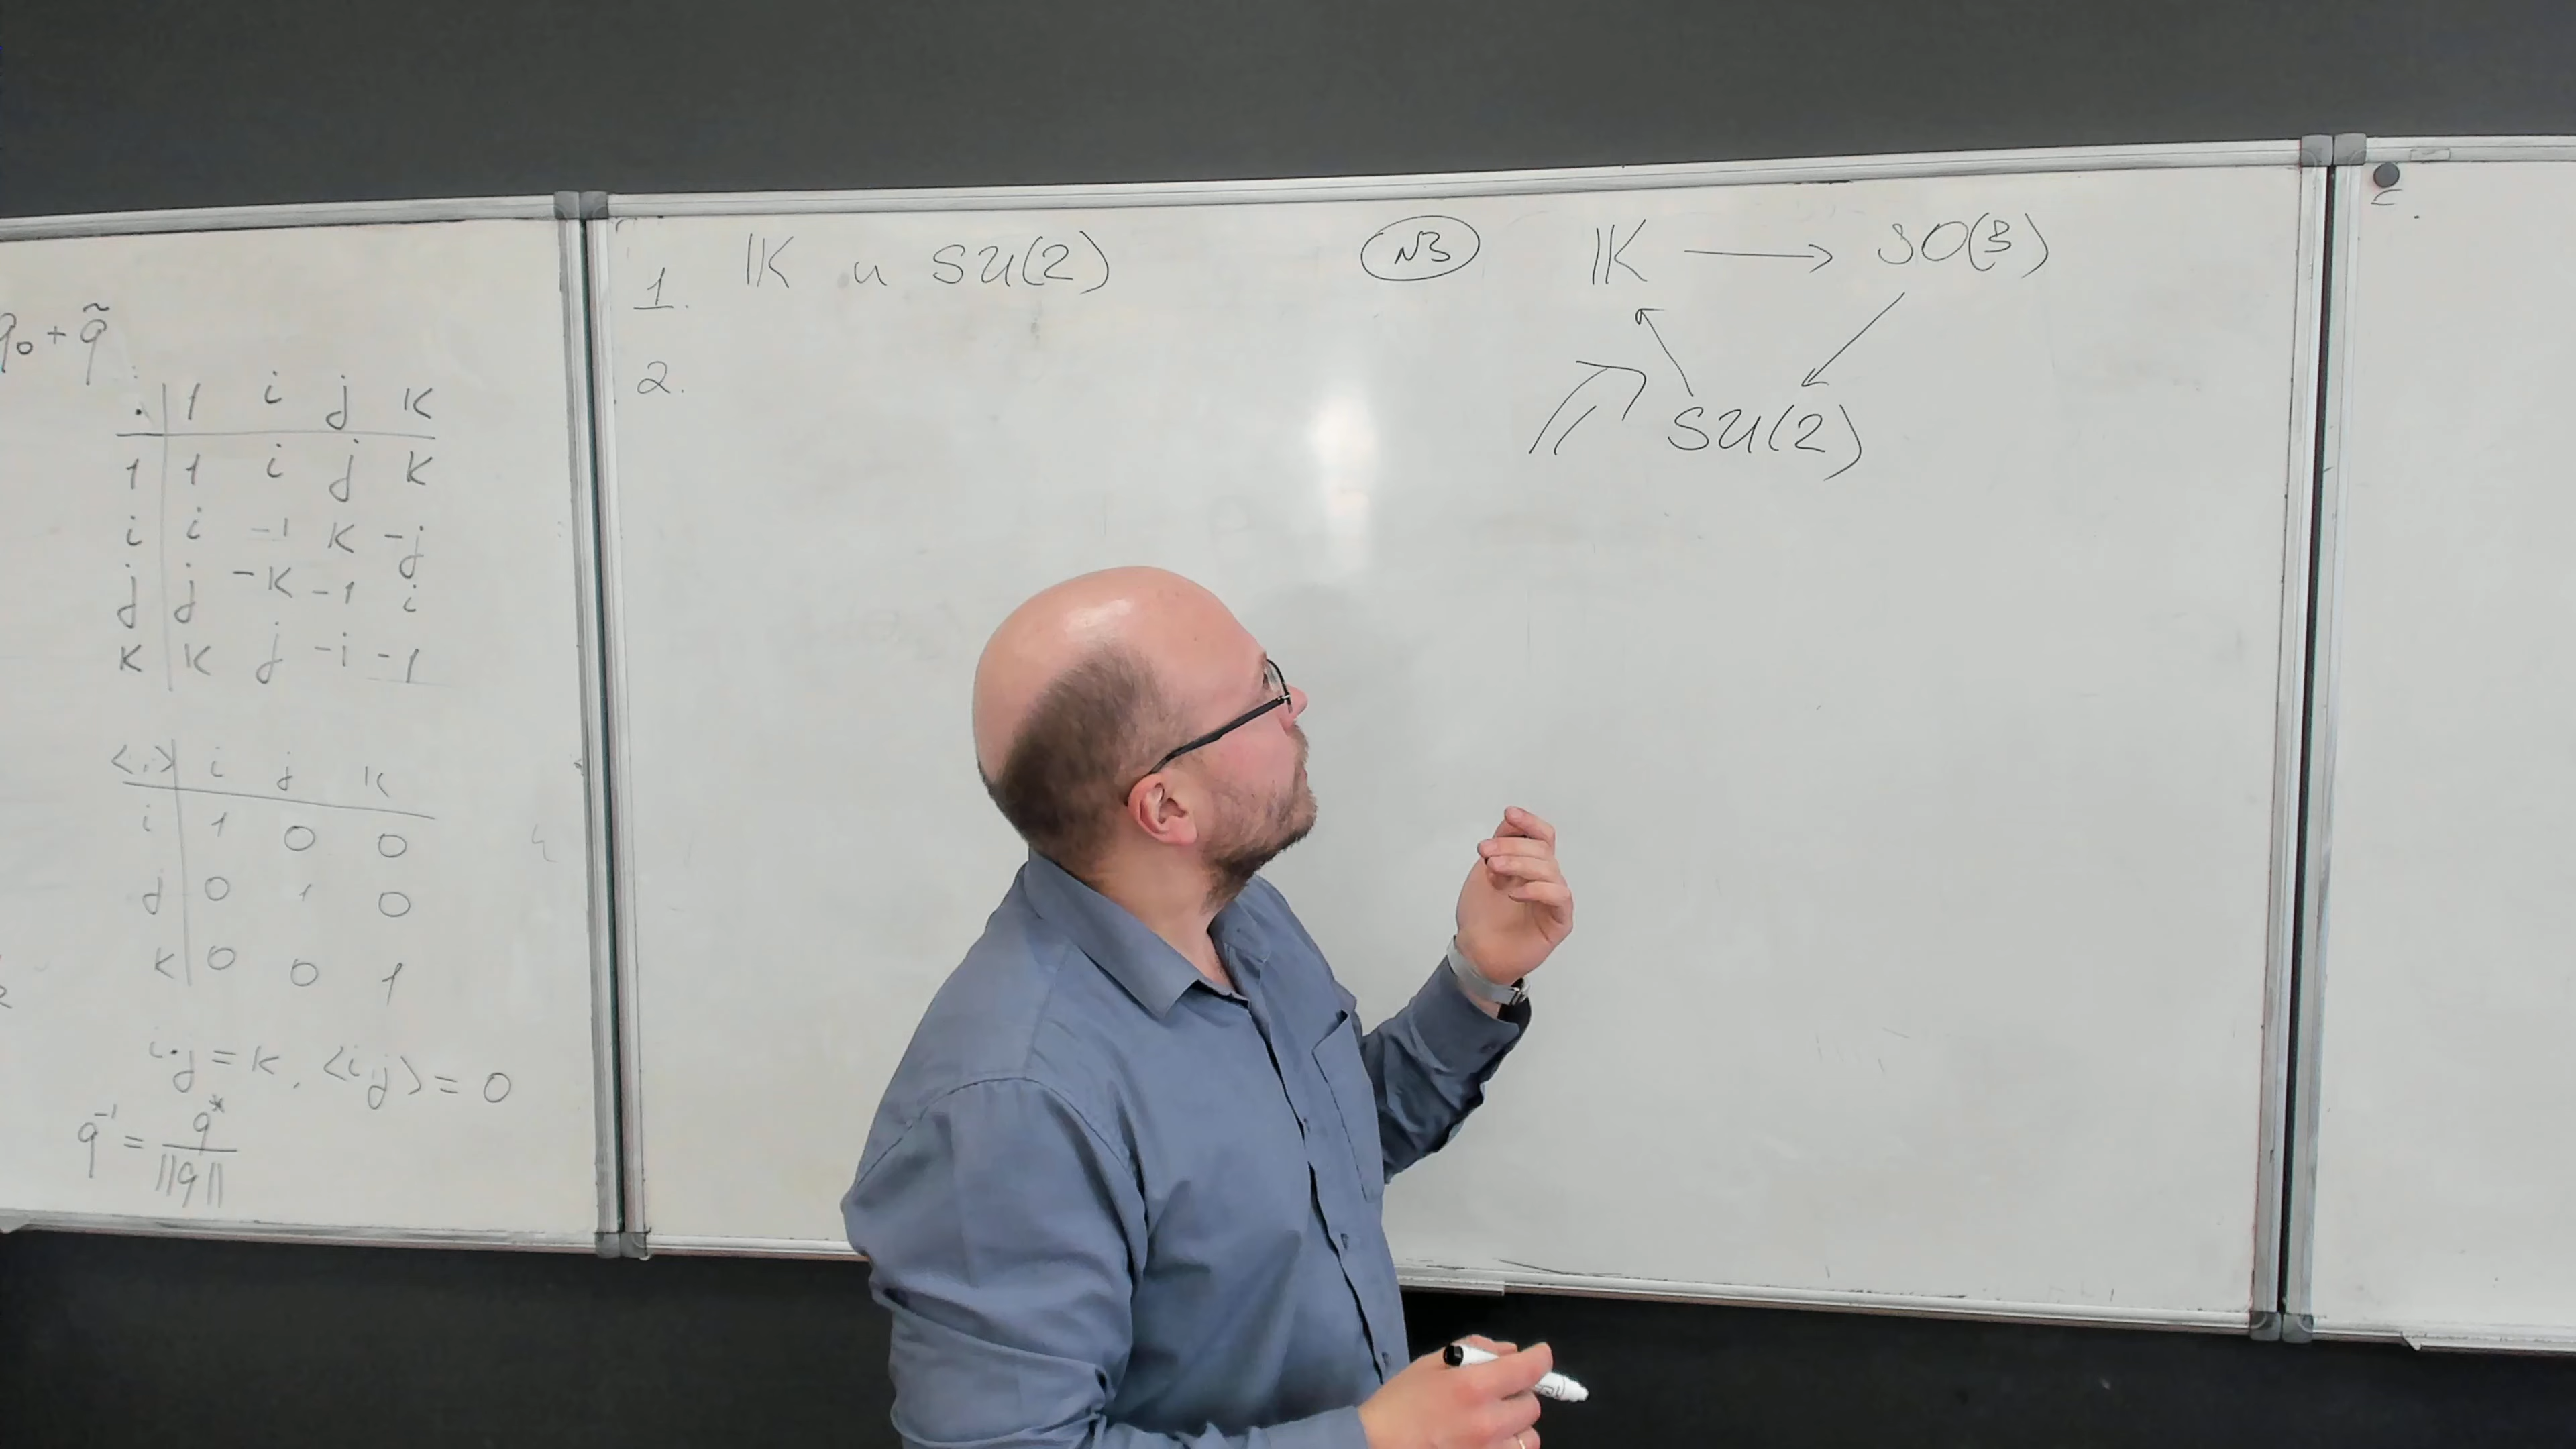 q₀ + q̃
· | 1 i j K
1 | 1 i j K
i | i -1 K -j
j | j -K -1 i
K | K j -i -1
<,> | i j K
i | 1 0 0
j | 0 1 0
K | 0 0 1
i·j = K, <i,j> = 0
q⁻¹ = q* / ||q||
1. 𝕂 и SU(2)
2.
NB
𝕂 → SO(3)
SU(2)